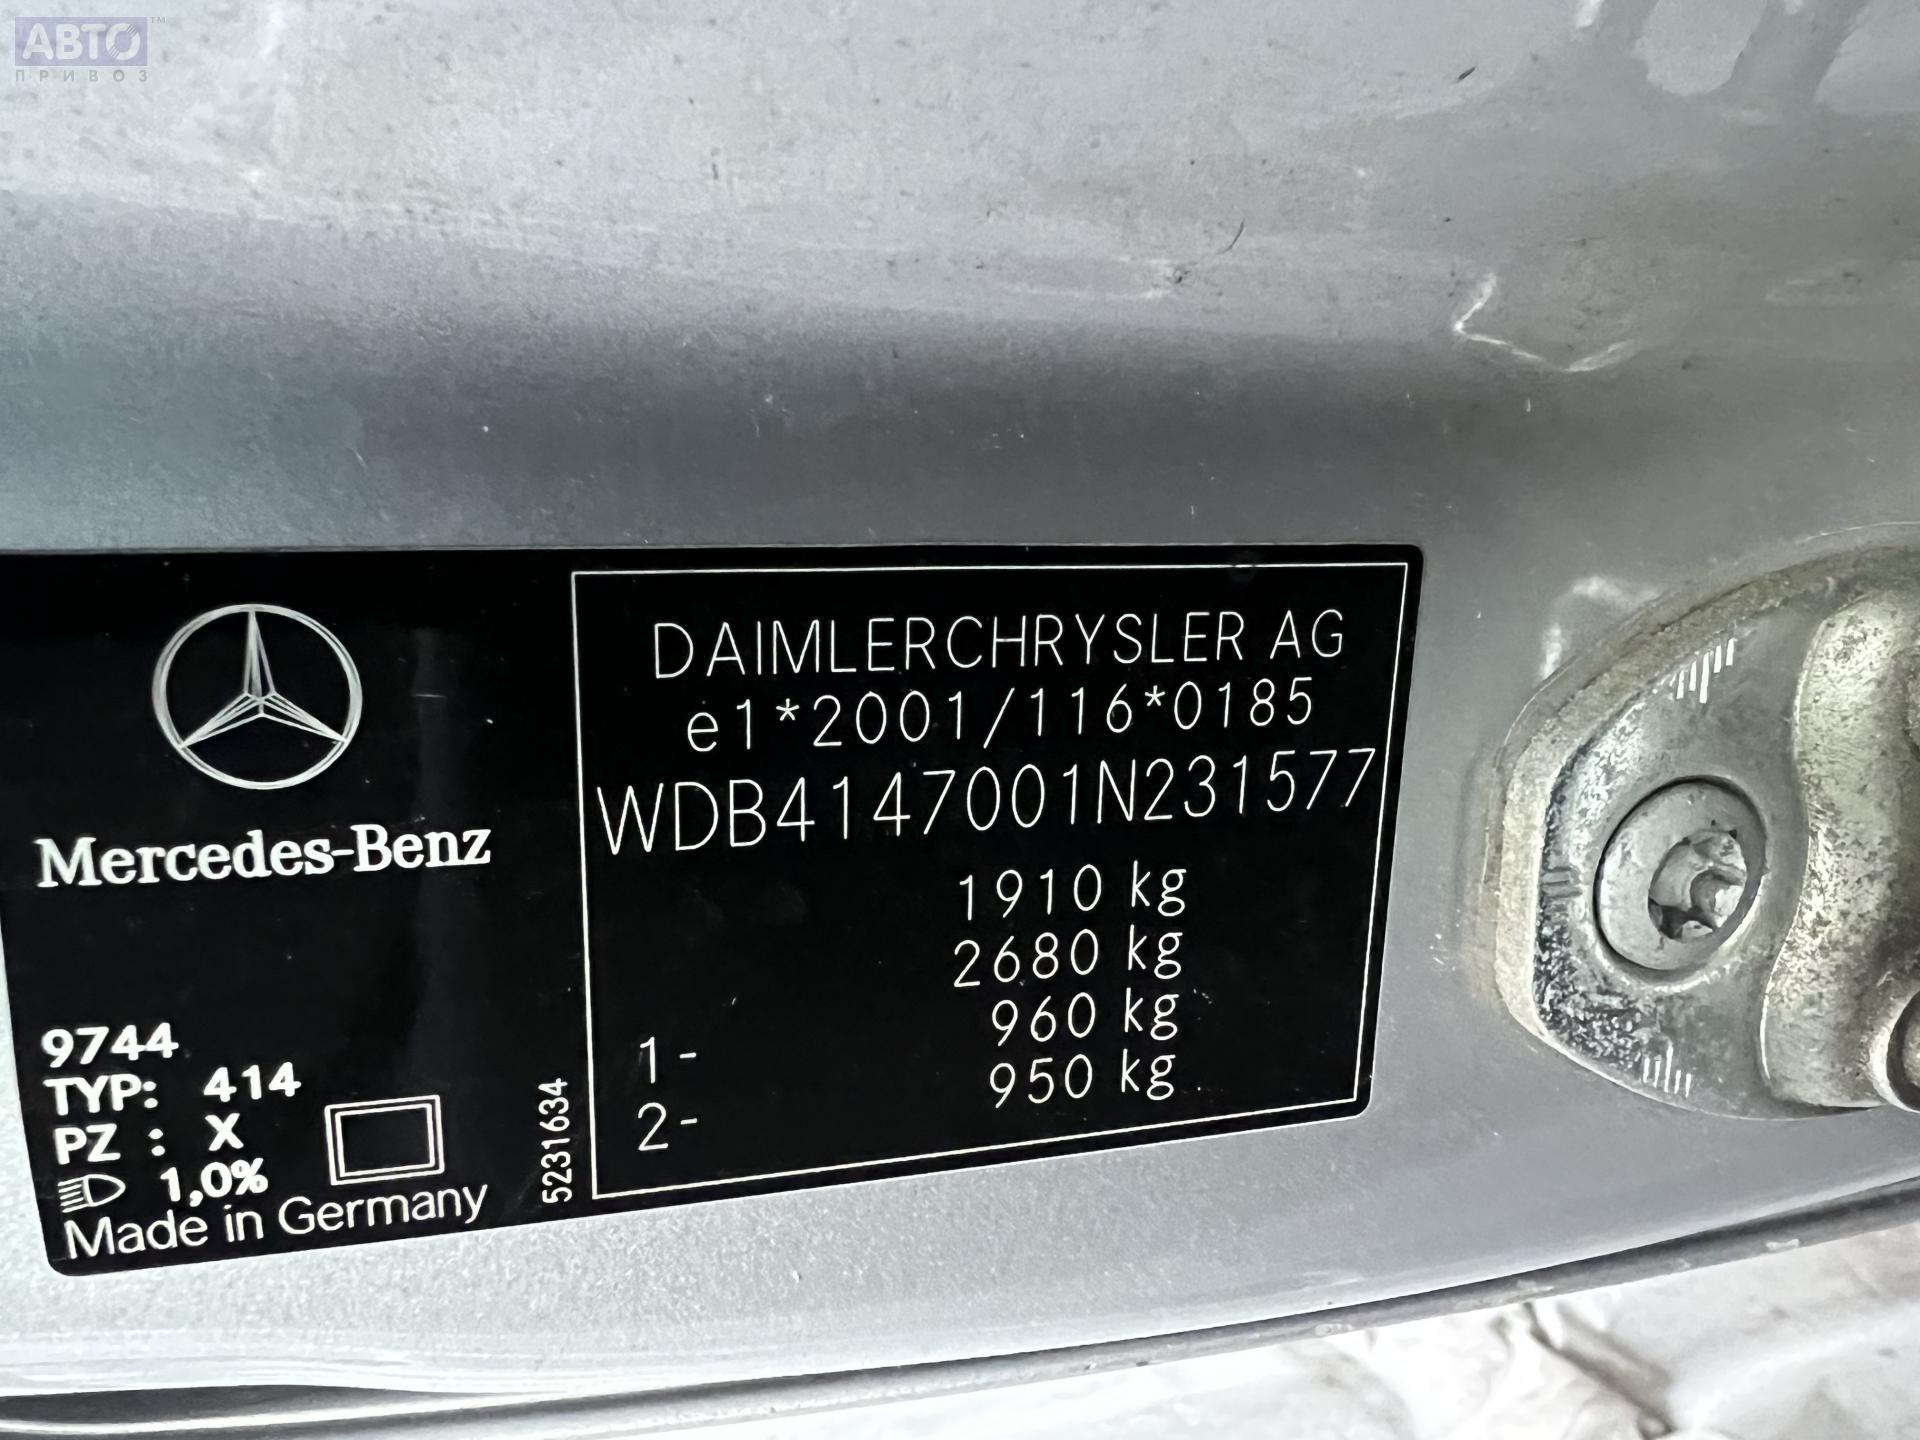 АВТО™
ПРИВОЗ
Mercedes-Benz
9744
TYP: 414
PZ : X
1,0%
Made in Germany
5231634
DAIMLERCHRYSLER AG
e1*2001/116*0185
WDB4147001N231577
1910 kg
2680 kg
1- 960 kg
2- 950 kg